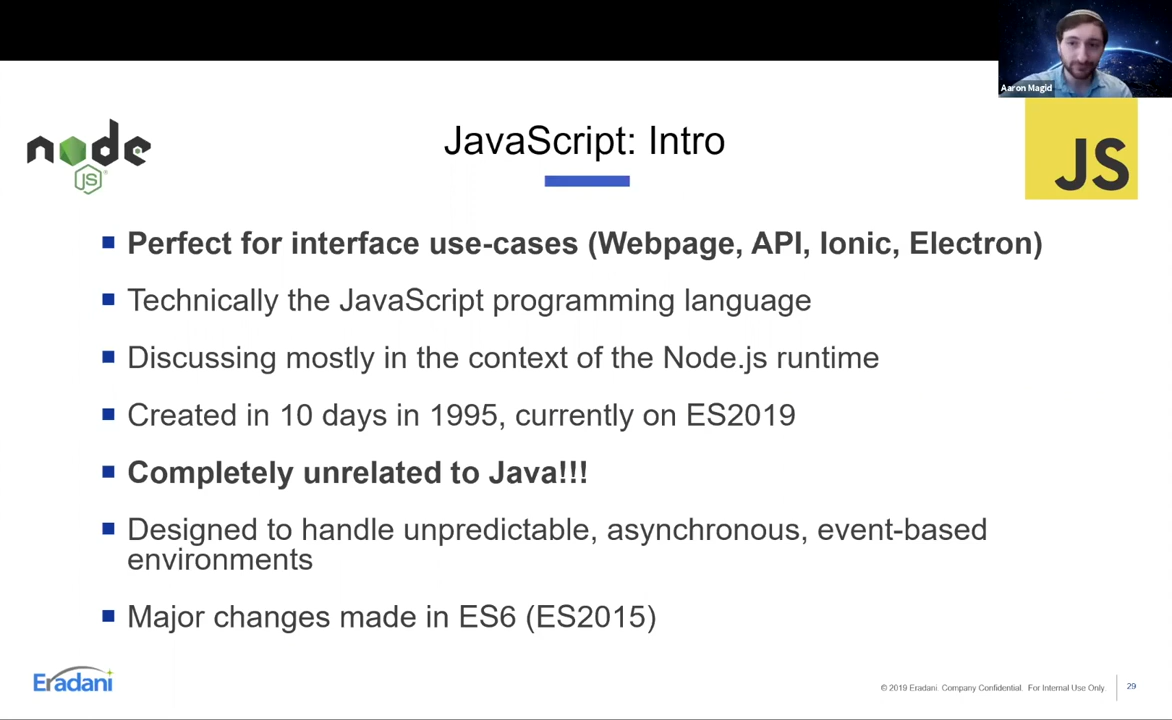 Aaron Magid
node
JS
JavaScript: Intro
JS
Perfect for interface use-cases (Webpage, API, Ionic, Electron)
Technically the JavaScript programming language
Discussing mostly in the context of the Node.js runtime
Created in 10 days in 1995, currently on ES2019
Completely unrelated to Java!!!
Designed to handle unpredictable, asynchronous, event-based
environments
Major changes made in ES6 (ES2015)
Eradani
© 2019 Eradani Company Confidential. For Internal Use Only
29